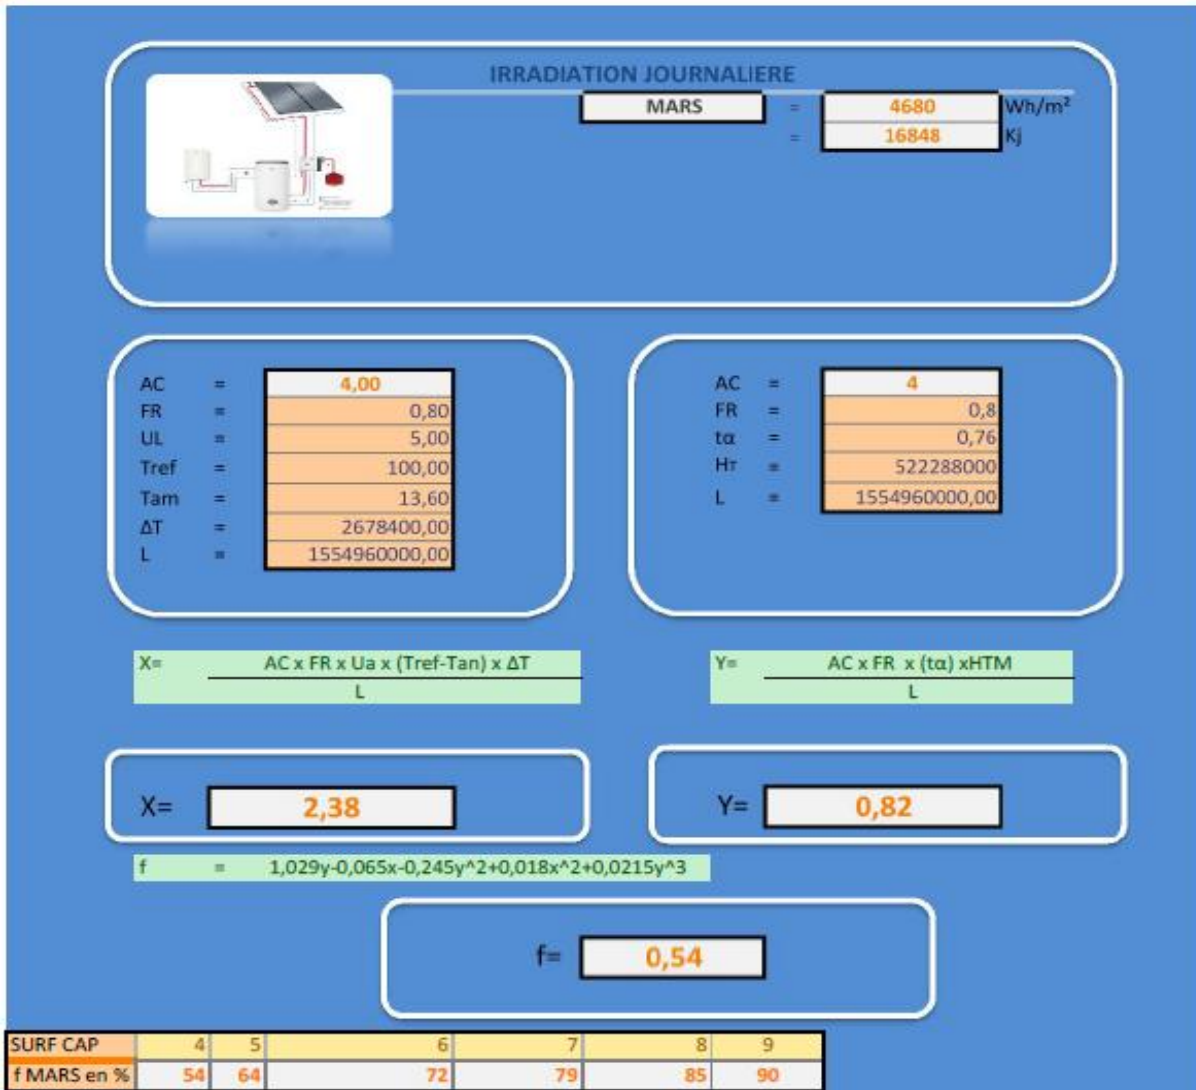 IRRADIATION JOURNALIERE
MARS = 4680 Wh/m²
= 16848 Kj
AC = 4,00
FR = 0,80
UL = 5,00
Tref = 100,00
Tam = 13,60
ΔT = 2678400,00
L = 1554960000,00
AC = 4
FR = 0,8
tα = 0,76
HT = 522288000
L = 1554960000,00
X= AC x FR x Ua x (Tref-Tan) x ΔT
L
Y= AC x FR x (tα) xHTM
L
X= 2,38
Y= 0,82
f = 1,029y-0,065x-0,245y^2+0,018x^2+0,0215y^3
f= 0,54
SURF CAP 4 5 6 7 8 9
f MARS en % 54 64 72 79 85 90